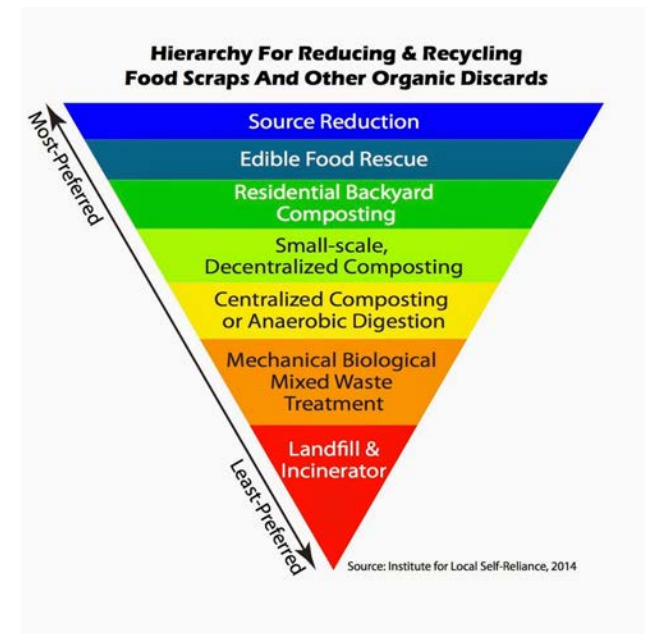 Hierarchy For Reducing & Recycling
Food Scraps And Other Organic Discards
Most-Preferred
Source Reduction
Edible Food Rescue
Residential Backyard
Composting
Small-scale,
Decentralized Composting
Centralized Composting
or Anaerobic Digestion
Mechanical Biological
Mixed Waste
Treatment
Landfill &
Incinerator
Least-Preferred
Source: Institute for Local Self-Reliance, 2014